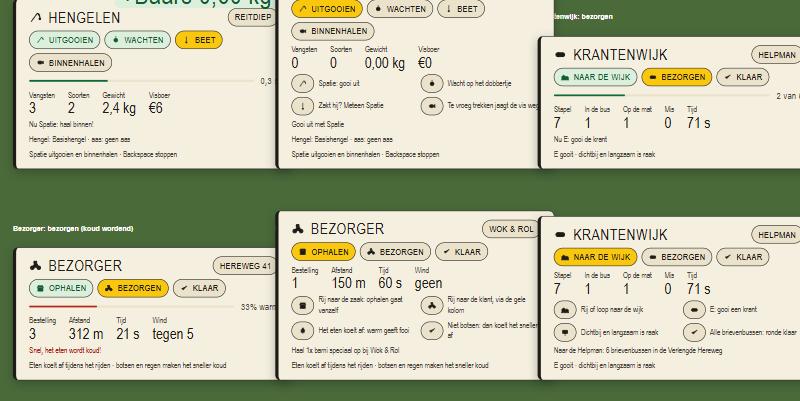 Baars 0,00 kg
HENGELEN
REITDIEP
UITGOOIEN WACHTEN BEET
BINNENHALEN
0,3
Vangsten Soorten Gewicht Visboer
3 2 2,4 kg €6
Nu Spatie: haal binnen!
Hengel: Basishengel · aas: geen aas
Spatie uitgooien en binnenhalen · Backspace stoppen
UITGOOIEN WACHTEN BEET
BINNENHALEN
Vangsten Soorten Gewicht Visboer
0 0 0,00 kg €0
Spatie: gooi uit
Wacht op het dobbertje
Zakt hij? Meteen Spatie
Te vroeg trekken jaagt de vis weg
Gooi uit met Spatie
Hengel: Basishengel · aas: geen aas
Spatie uitgooien en binnenhalen · Backspace stoppen
tenwijk: bezorgen
KRANTENWIJK
HELPMAN
NAAR DE WIJK BEZORGEN KLAAR
2 van
Stapel In de bus Op de mat Mis Tijd
7 1 1 0 71 s
Nu E: gooi de krant
E gooit · dichtbij en langzaam is raak
Bezorger: bezorgen (koud wordend)
BEZORGER
HEREWEG 41
OPHALEN BEZORGEN KLAAR
33% warm
Bestelling Afstand Tijd Wind
3 312 m 21 s tegen 5
Snel, het eten wordt koud!
Eten koelt af tijdens het rijden · botsen en regen maken het sneller koud
BEZORGER
WOK & ROL
OPHALEN BEZORGEN KLAAR
Bestelling Afstand Tijd Wind
1 150 m 60 s geen
Rij naar de zaak: ophalen gaat
vanzelf
Rij naar de klant, via de gele
kolom
Het eten koelt af: warm geeft fooi
Niet botsen: dan koelt het sneller
af
Haal 1x bami speciaal op bij Wok & Rol
Eten koelt af tijdens het rijden · botsen en regen maken het sneller koud
KRANTENWIJK
HELPMAN
NAAR DE WIJK BEZORGEN KLAAR
Stapel In de bus Op de mat Mis Tijd
7 1 1 0 71 s
Rij of loop naar de wijk
E: gooi een krant
Dichtbij en langzaam is raak
Alle brievenbussen: ronde klaar
Naar de Helpman: 6 brievenbussen in de Verlengde Hereweg
E gooit · dichtbij en langzaam is raak